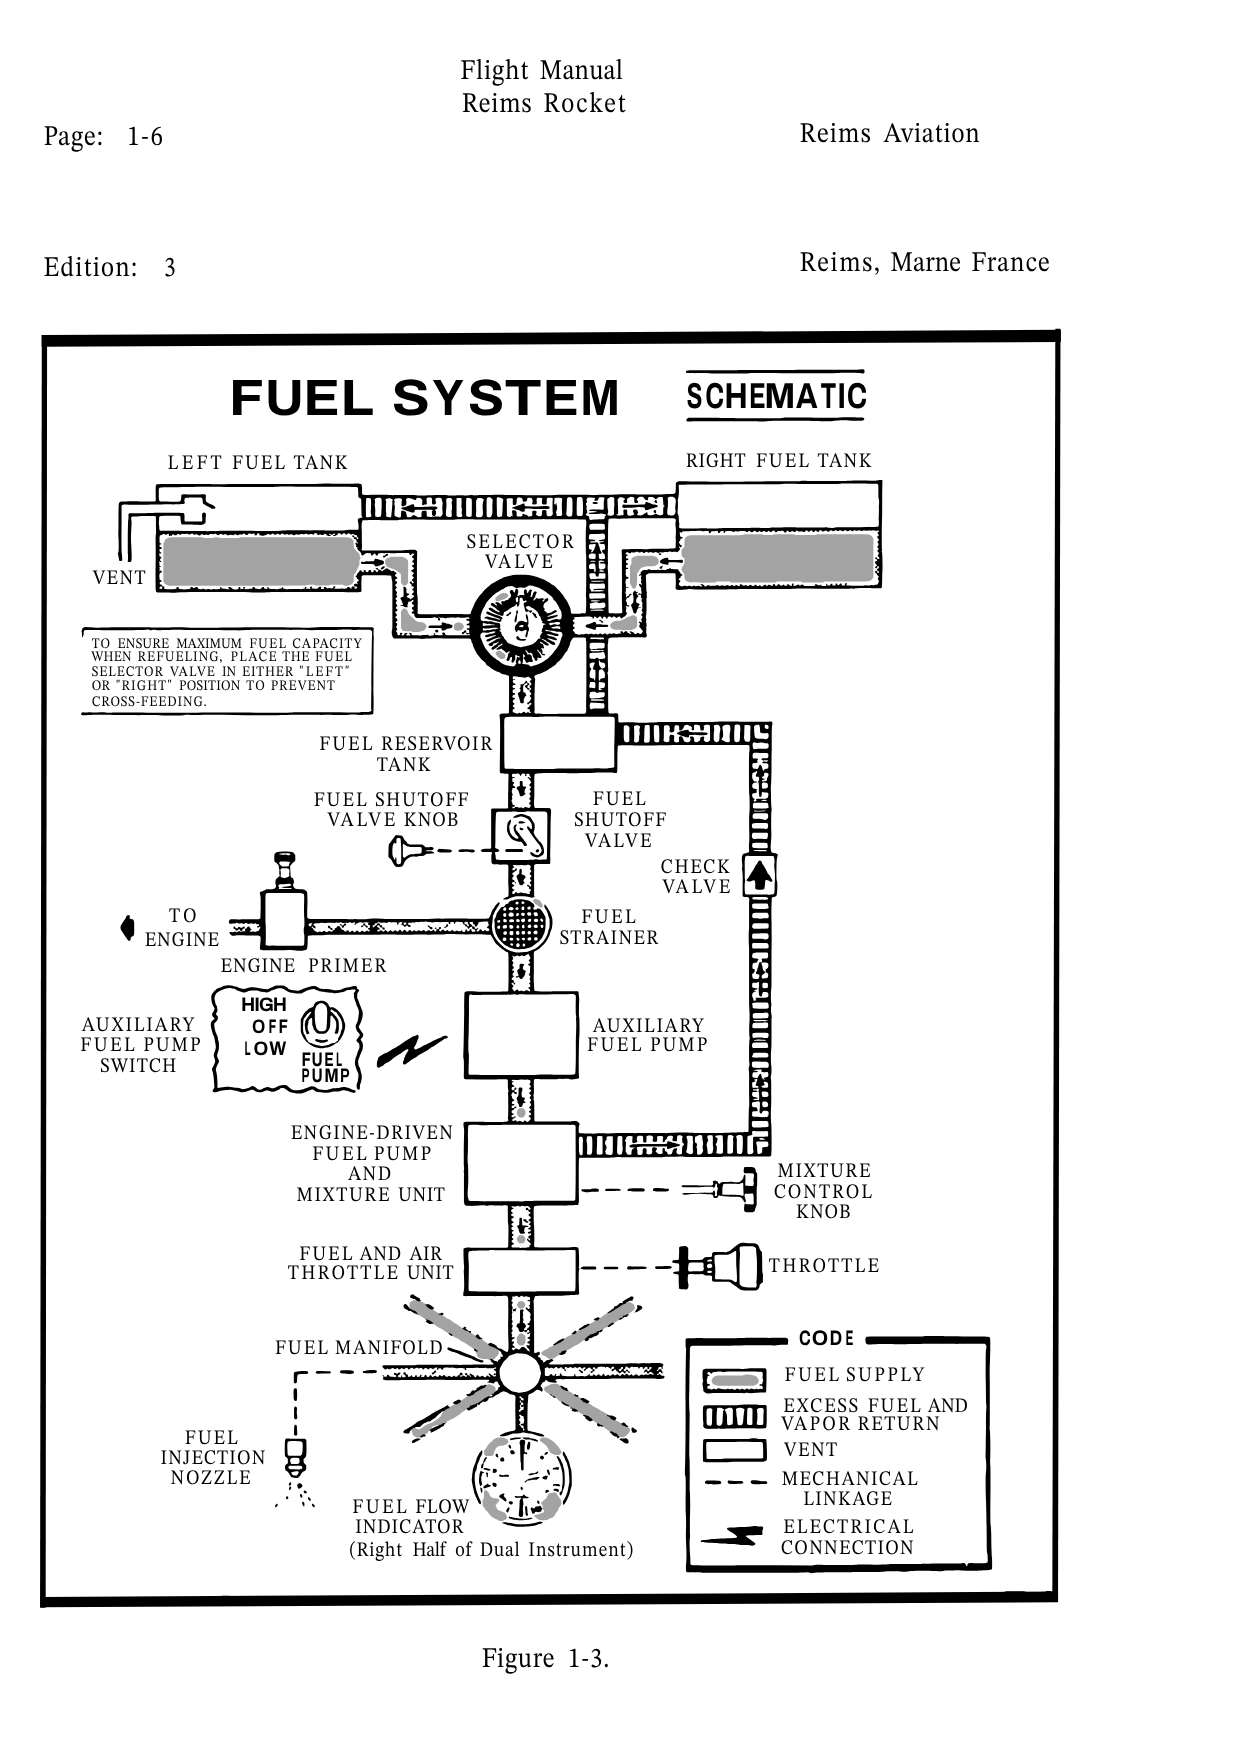 Flight Manual
Reims Rocket
Page: 1-6
Reims Aviation
Edition: 3
Reims, Marne France
FUEL SYSTEM SCHEMATIC
LEFT FUEL TANK
RIGHT FUEL TANK
SELECTOR
VALVE
VENT
TO ENSURE MAXIMUM FUEL CAPACITY
WHEN REFUELING, PLACE THE FUEL
SELECTOR VALVE IN EITHER "LEFT"
OR "RIGHT" POSITION TO PREVENT
CROSS-FEEDING.
FUEL RESERVOIR
TANK
FUEL SHUTOFF
VALVE KNOB
FUEL
SHUTOFF
VALVE
CHECK
VALVE
TO
ENGINE
FUEL
STRAINER
ENGINE PRIMER
AUXILIARY
FUEL PUMP
SWITCH
HIGH
OFF
LOW
FUEL
PUMP
AUXILIARY
FUEL PUMP
ENGINE-DRIVEN
FUEL PUMP
AND
MIXTURE UNIT
MIXTURE
CONTROL
KNOB
FUEL AND AIR
THROTTLE UNIT
THROTTLE
FUEL MANIFOLD
FUEL
INJECTION
NOZZLE
FUEL FLOW
INDICATOR
(Right Half of Dual Instrument)
CODE
FUEL SUPPLY
EXCESS FUEL AND
VAPOR RETURN
VENT
MECHANICAL
LINKAGE
ELECTRICAL
CONNECTION
Figure 1-3.